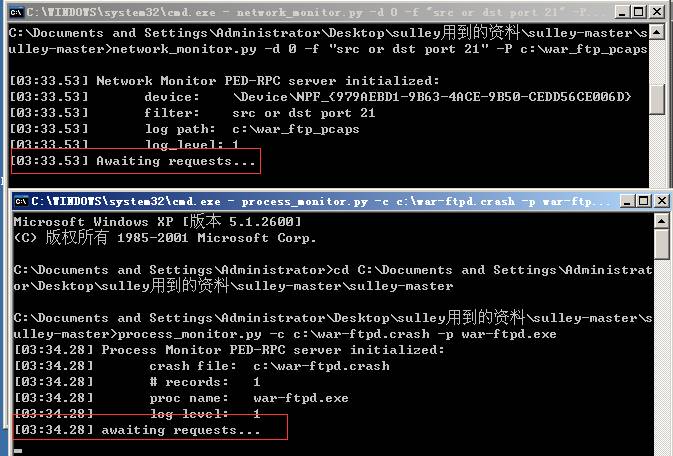 C:\WINDOWS\system32\cmd.exe - network_monitor.py -d 0 -f "src or dst port 21" -P...
C:\Documents and Settings\Administrator\Desktop\sulley用到的资料\sulley-master\s
ulley-master>network_monitor.py -d 0 -f "src or dst port 21" -P c:\war_ftp_pcaps
[03:33.53] Network Monitor PED-RPC server initialized:
[03:33.53] device: \Device\NPF_{979AEBD1-9B63-4ACE-9B50-CEDD56CE006D}
[03:33.53] filter: src or dst port 21
[03:33.53] log path: c:\war_ftp_pcaps
[03:33.53] log_level: 1
[03:33.53] Awaiting requests...
C:\WINDOWS\system32\cmd.exe - process_monitor.py -c c:\war-ftpd.crash -p war-ftp...
Microsoft Windows XP [版本 5.1.2600]
(C) 版权所有 1985-2001 Microsoft Corp.
C:\Documents and Settings\Administrator>cd C:\Documents and Settings\Administrat
or\Desktop\sulley用到的资料\sulley-master\sulley-master
C:\Documents and Settings\Administrator\Desktop\sulley用到的资料\sulley-master\s
ulley-master>process_monitor.py -c c:\war-ftpd.crash -p war-ftpd.exe
[03:34.28] Process Monitor PED-RPC server initialized:
[03:34.28] crash file: c:\war-ftpd.crash
[03:34.28] # records: 1
[03:34.28] proc name: war-ftpd.exe
[03:34.28] log level: 1
[03:34.28] awaiting requests...